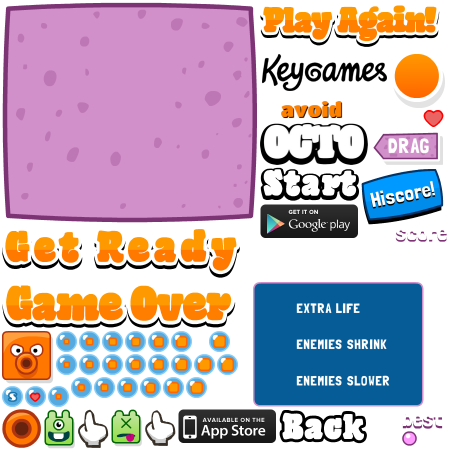 Play Again!
Keygames
avoid
OCTO
DRAG
Start
Hiscore!
GET IT ON
Google play
score
Get Ready
Game Over
EXTRA LIFE
ENEMIES SHRINK
ENEMIES SLOWER
S
AVAILABLE ON THE
App Store
Back
best